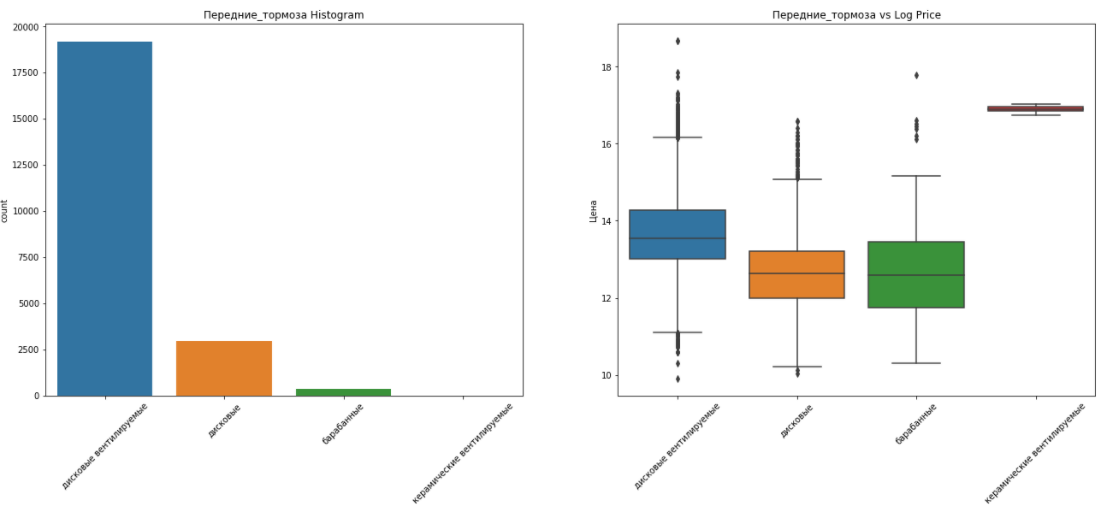 Передние_тормоза Histogram
20000
17500
15000
12500
10000
7500
5000
2500
0
count
дисковые вентилируемые
дисковые
барабанные
керамические вентилируемые
Передние_тормоза vs Log Price
18
16
14
12
10
Цена
дисковые вентилируемые
дисковые
барабанные
керамические вентилируемые